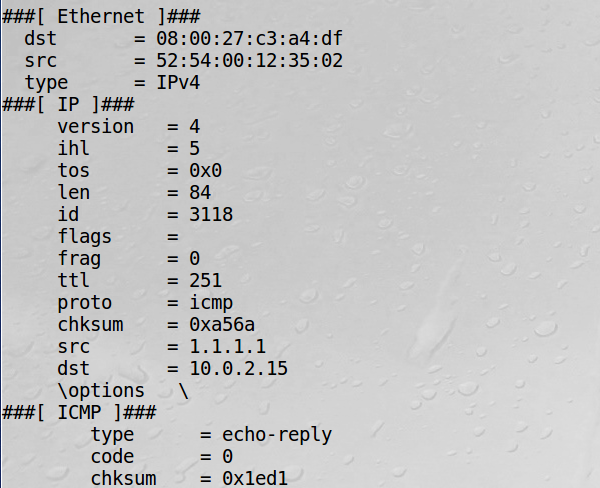 ###[ Ethernet ]###
  dst       = 08:00:27:c3:a4:df
  src       = 52:54:00:12:35:02
  type      = IPv4
###[ IP ]###
     version   = 4
     ihl       = 5
     tos       = 0x0
     len       = 84
     id        = 3118
     flags     =
     frag      = 0
     ttl       = 251
     proto     = icmp
     chksum    = 0xa56a
     src       = 1.1.1.1
     dst       = 10.0.2.15
     \options   \
###[ ICMP ]###
        type      = echo-reply
        code      = 0
        chksum    = 0x1ed1